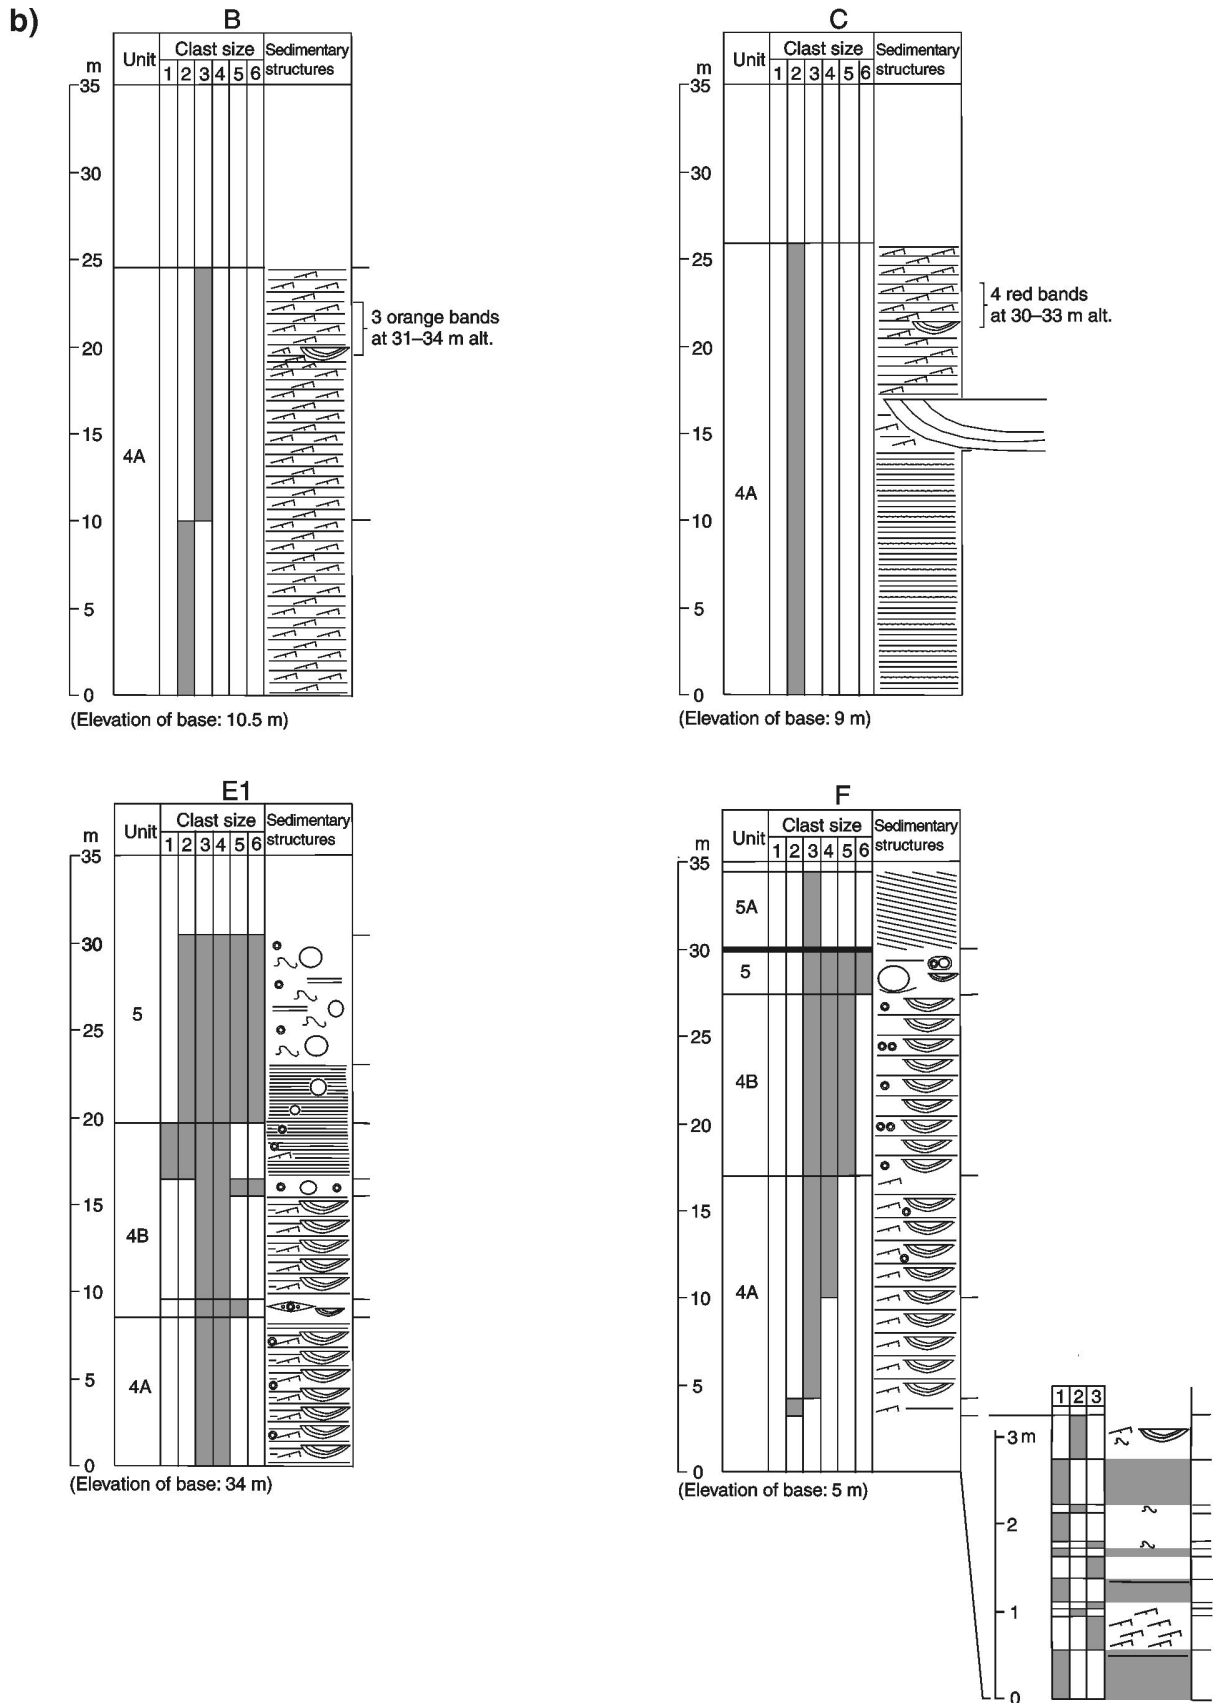 b)
B
Unit Clast size Sedimentary structures
m 1 2 3 4 5 6
35
30
25
3 orange bands
at 31–34 m alt.
20
15
4A
10
5
0
(Elevation of base: 10.5 m)
C
Unit Clast size Sedimentary structures
m 1 2 3 4 5 6
35
30
25
4 red bands
at 30–33 m alt.
20
15
4A
10
5
0
(Elevation of base: 9 m)
E1
Unit Clast size Sedimentary structures
m 1 2 3 4 5 6
35
30
5
25
20
15
4B
10
5
4A
0
(Elevation of base: 34 m)
F
Unit Clast size Sedimentary structures
m 1 2 3 4 5 6
35
5A
30
5
25
4B
20
15
4A
10
5
0
(Elevation of base: 5 m)
1 2 3
3 m
2
1
0